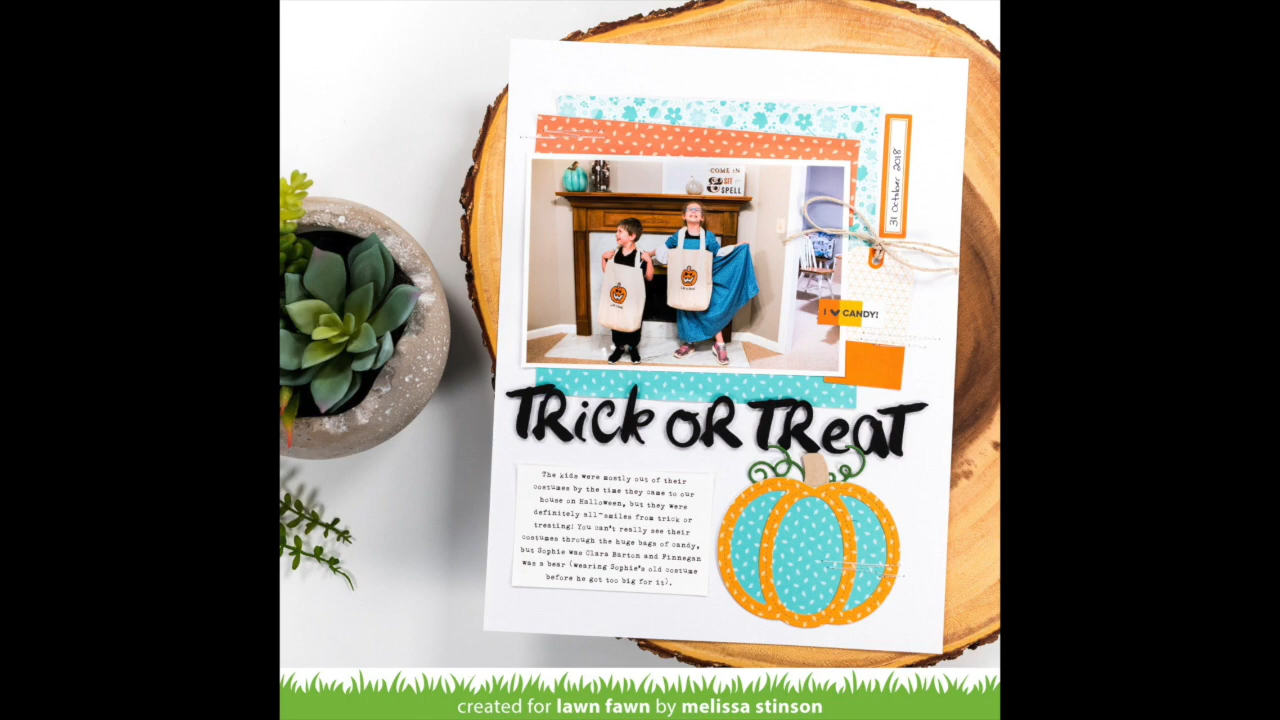 31 October 2018
COME IN
SIT
SPELL
I CANDY!
TRicK OR TReaT
The kids were mostly out of their
costumes by the time they came to our
house on Halloween, but they were
definitely all-smiles from trick or
treating! You can't really see their
costumes through the huge bags of candy,
but Sophie was Clara Barton and Finnegan
was a bear (wearing Sophie's old costume
before he got too big for it).
created for lawn fawn by melissa stinson